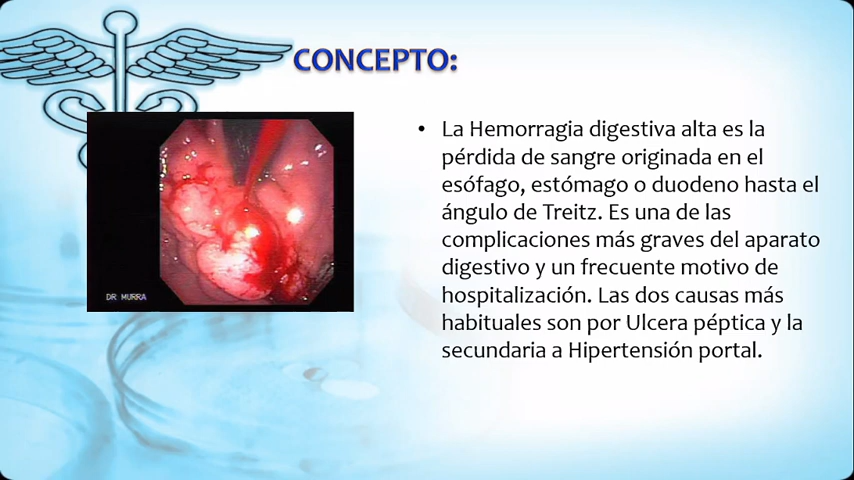 CONCEPTO:
• La Hemorragia digestiva alta es la
pérdida de sangre originada en el
esófago, estómago o duodeno hasta el
ángulo de Treitz. Es una de las
complicaciones más graves del aparato
digestivo y un frecuente motivo de
hospitalización. Las dos causas más
habituales son por Ulcera péptica y la
secundaria a Hipertensión portal.
DR MURRA